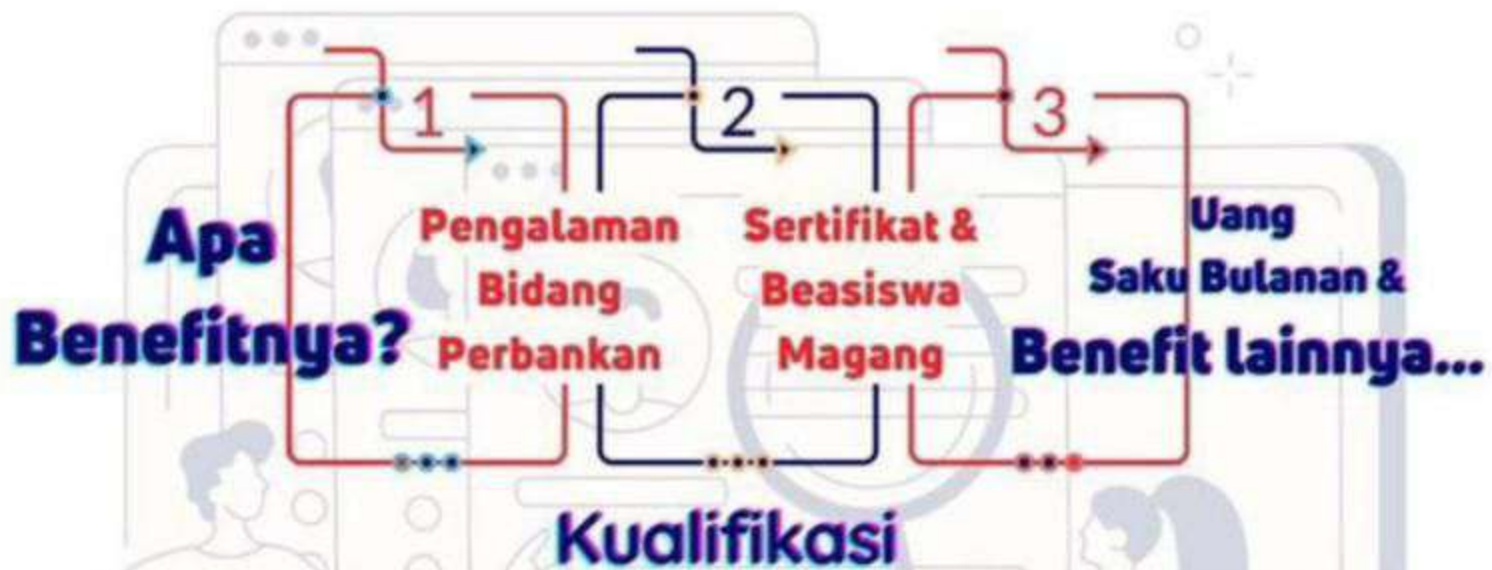 Apa
Benefitnya?
1
Pengalaman
Bidang
Perbankan
2
Sertifikat &
Beasiswa
Magang
3
Uang
Saku Bulanan &
Benefit lainnya...
Kualifikasi